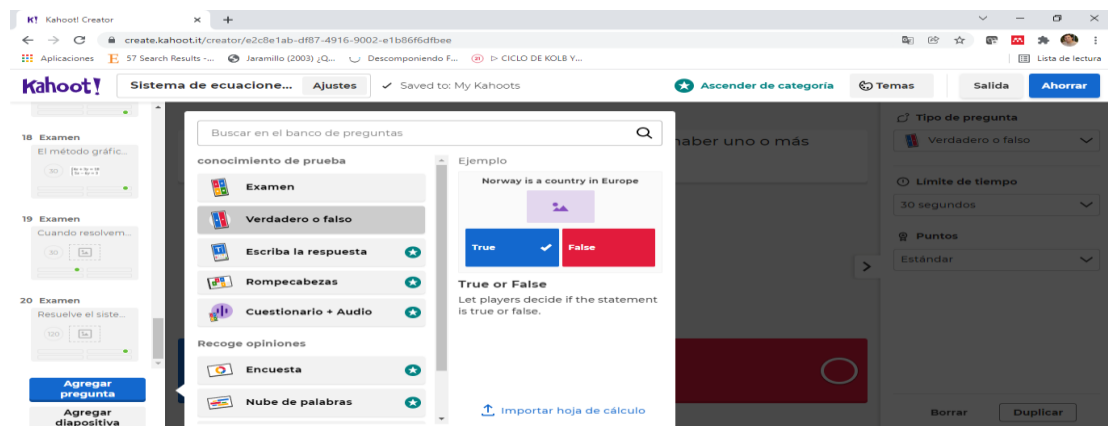 K! Kahoot! Creator × +
create.kahoot.it/creator/e2c8e1ab-df87-4916-9002-e1b86f6dfbee
Aplicaciones 57 Search Results -... Jaramillo (2003) ¿Q... Descomponiendo F... ▷ CICLO DE KOLB Y... Lista de lectura
Kahoot! Sistema de ecuacione... Ajustes ✓ Saved to: My Kahoots Ascender de categoría Temas Salida Ahorrar
18 Examen
El método gráfic...
30
19 Examen
Cuando resolvem...
30
20 Examen
Resuelve el siste...
120
Agregar
pregunta
Agregar
diapositiva
Buscar en el banco de preguntas
conocimiento de prueba
Examen
Verdadero o falso
Escriba la respuesta
Rompecabezas
Cuestionario + Audio
Recoge opiniones
Encuesta
Nube de palabras
Ejemplo
Norway is a country in Europe
True ✓ False
True or False
Let players decide if the statement
is true or false.
Importar hoja de cálculo
haber uno o más
Tipo de pregunta
Verdadero o falso
Límite de tiempo
30 segundos
Puntos
Estándar
Borrar Duplicar